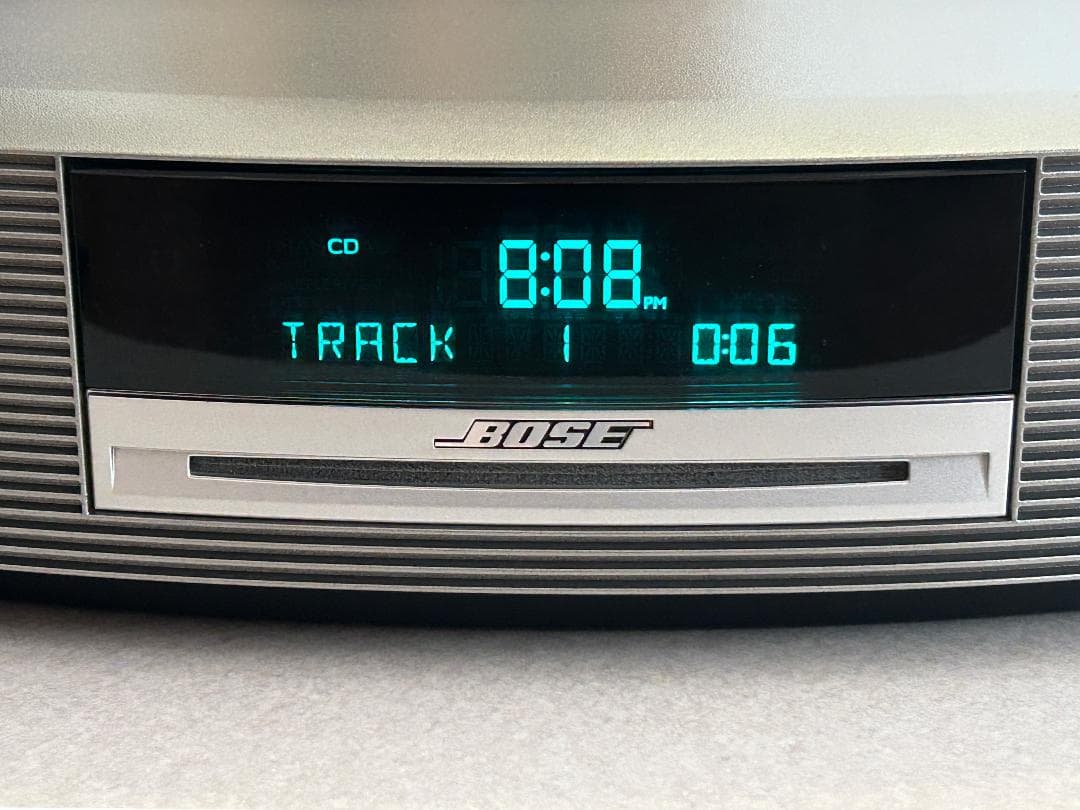 CD 8:08 PM
TRACK 1 0:06
BOSE